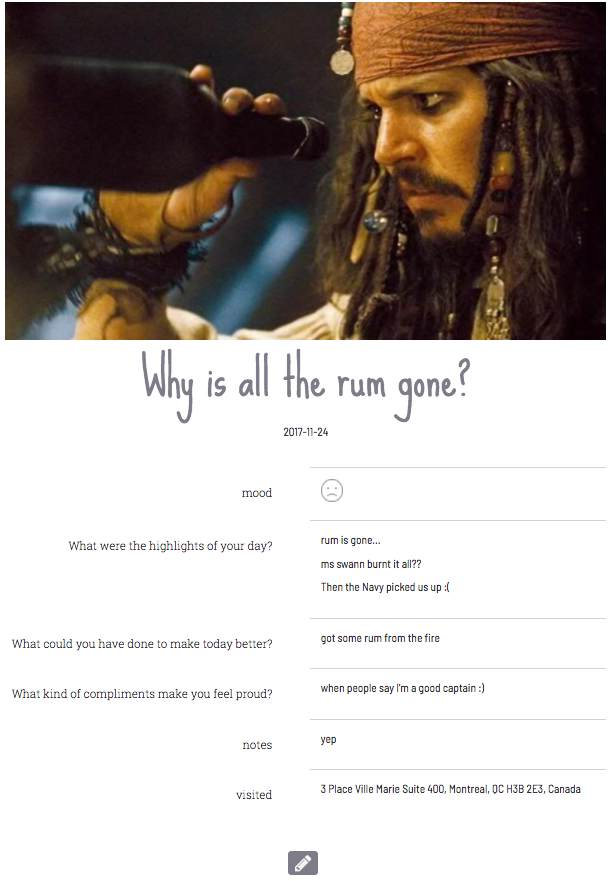 Why is all the rum gone?
2017-11-24
mood
What were the highlights of your day?
rum is gone...
ms swann burnt it all??
Then the Navy picked us up :(
What could you have done to make today better?
got some rum from the fire
What kind of compliments make you feel proud?
when people say I'm a good captain :)
notes
yep
visited
3 Place Ville Marie Suite 400, Montreal, QC H3B 2E3, Canada